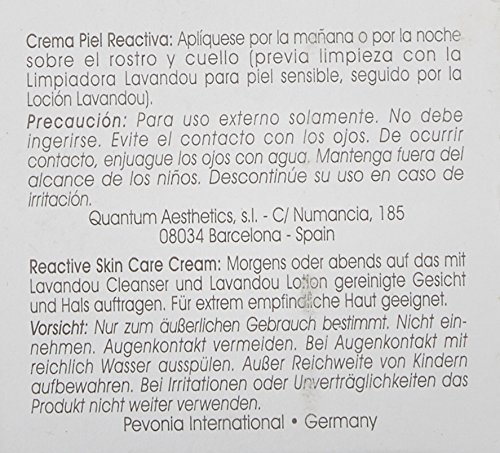 Crema Piel Reactiva: Aplíquese por la mañana o por la noche
sobre el rostro y cuello (previa limpieza con la
Limpiadora Lavandou para piel sensible, seguido por la
Loción Lavandou).
Precaución: Para uso externo solamente. No debe
ingerirse. Evite el contacto con los ojos. De ocurrir
contacto, enjuague los ojos con agua. Mantenga fuera del
alcance de los niños. Descontinúe su uso en caso de
irritación.
Quantum Aesthetics, s.l. - C/ Numancia, 185
08034 Barcelona - Spain
Reactive Skin Care Cream: Morgens oder abends auf das mit
Lavandou Cleanser und Lavandou Lotion gereinigte Gesicht
und Hals auftragen. Für extrem empfindliche Haut geeignet.
Vorsicht: Nur zum äußerlichen Gebrauch bestimmt. Nicht ein-
nehmen. Augenkontakt vermeiden. Bei Augenkontakt mit
reichlich Wasser ausspülen. Außer Reichweite von Kindern
aufbewahren. Bei Irritationen oder Unverträglichkeiten das
Produkt nicht weiter verwenden.
Pevonia International • Germany